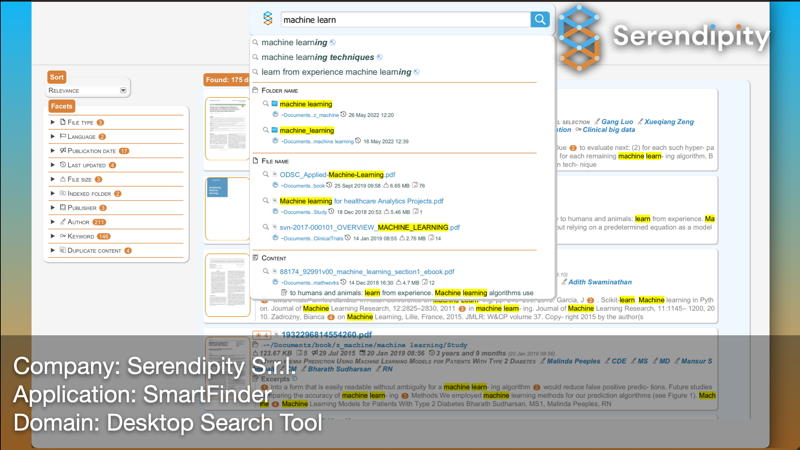 machine learn
Serendipity
machine learning
machine learning techniques
learn from experience machine learning
Sort
RELEVANCE
Facets
FILE TYPE 3
LANGUAGE 2
PUBLICATION DATE 17
LAST UPDATED 4
FILE SIZE 3
INDEXED FOLDER 2
PUBLISHER 3
AUTHOR 211
KEYWORD 146
DUPLICATE CONTENT 4
Found: 175 d
FOLDER NAME
machine learning
~Documents..z_machine 26 May 2022 12:20
machine_learning
~Documents..machine learning 16 May 2022 12:39
FILE NAME
ODSC_Applied-Machine-Learning.pdf
~Documents..book 25 Sept 2019 09:58 6.65 MB 76
Machine learning for healthcare Analytics Projects.pdf
~Documents..Study 18 Dec 2018 20:53 5.46 MB 1
svn-2017-000101_OVERVIEW_MACHINE_LEARNING.pdf
~Documents..ClinicalTrials 14 Jan 2019 08:55 2.76 MB 14
CONTENT
88174_92991v00_machine_learning_section1_ebook.pdf
~Documents..mathworks 14 Dec 2018 16:30 4.7 MB 12
to humans and animals: learn from experience. Machine learning algorithms use
SELECTION Gang Luo Xueqiang Zeng
Clinical big data
to evaluate next; (2) for each such hyper- pa
for each remaining machine learn- ing algorithm. B
tech- nique
to humans and animals: learn from experience. Ma
out relying on a predetermined equation as a model
Adith Swaminathan
Garcia, J Scikit-learn. Machine learning in Pyth
on. Journal of Machine Learning Research, 12:2825–2830, 2011 in machine learn- ing. Journal of Machine Learning Research, 11:1145– 1200, 20
10. Zadrozny, Bianca Machine Learning, Lille, France, 2015. JMLR: W&CP volume 37. Copy- right 2015 by the author(s
1932296814554260.pdf
~/Documents/book/z_machine/machine learning/Study
123.67 KB 5 29 Jul 2015 20 Jan 2019 08:56 3 years and 9 months
PREDICTION USING MACHINE LEARNING MODELS FOR PATIENTS WITH TYPE 2 DIABETES Malinda Peeples CDE MS MD Mansur S
Bharath Sudharsan RN
Excerpts
into a form that is easily readable without ambiguity for a machine learn- ing algorithm would reduce false positive predic- tions. Future studies
comparing the accuracy of machine learn- ing Methods We employed machine learning methods for our prediction algorithms (see Figure 1). Mach
ine Learning Models for Patients With Type 2 Diabetes Bharath Sudharsan, MS1, Malinda Peeples, RN
Company: Serendipity S.r.l.
Application: SmartFinder
Domain: Desktop Search Tool